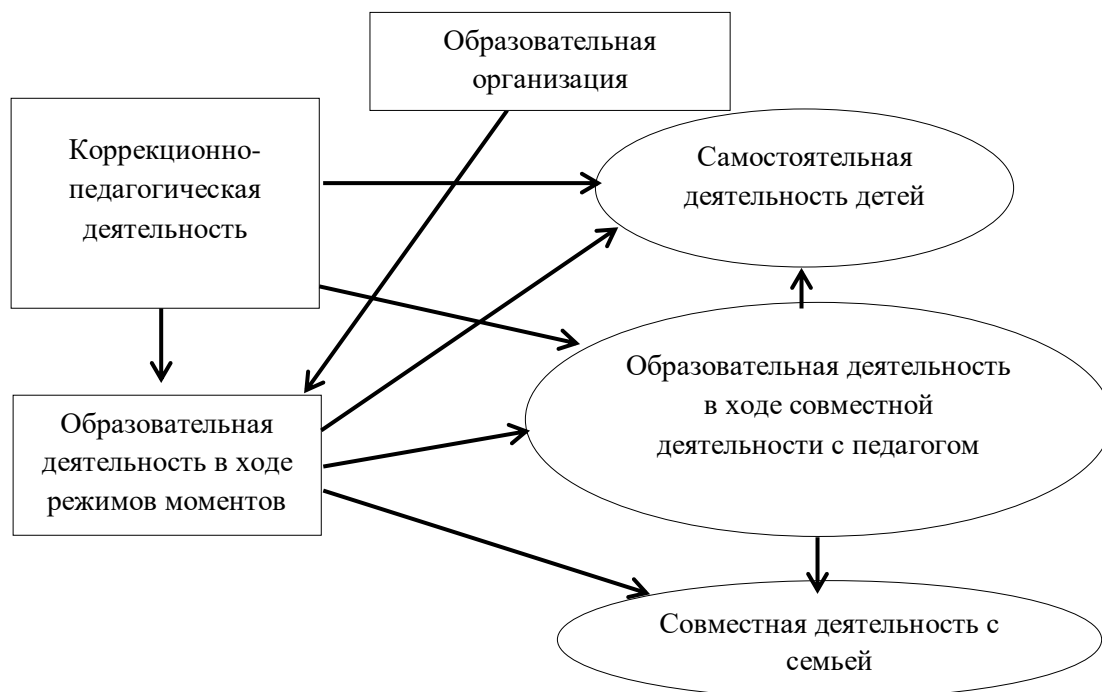 Образовательная
организация
Коррекционно-
педагогическая
деятельность
Самостоятельная
деятельность детей
Образовательная деятельность
в ходе совместной
деятельности с педагогом
Образовательная
деятельность в ходе
режимов моментов
Совместная деятельность с
семьей